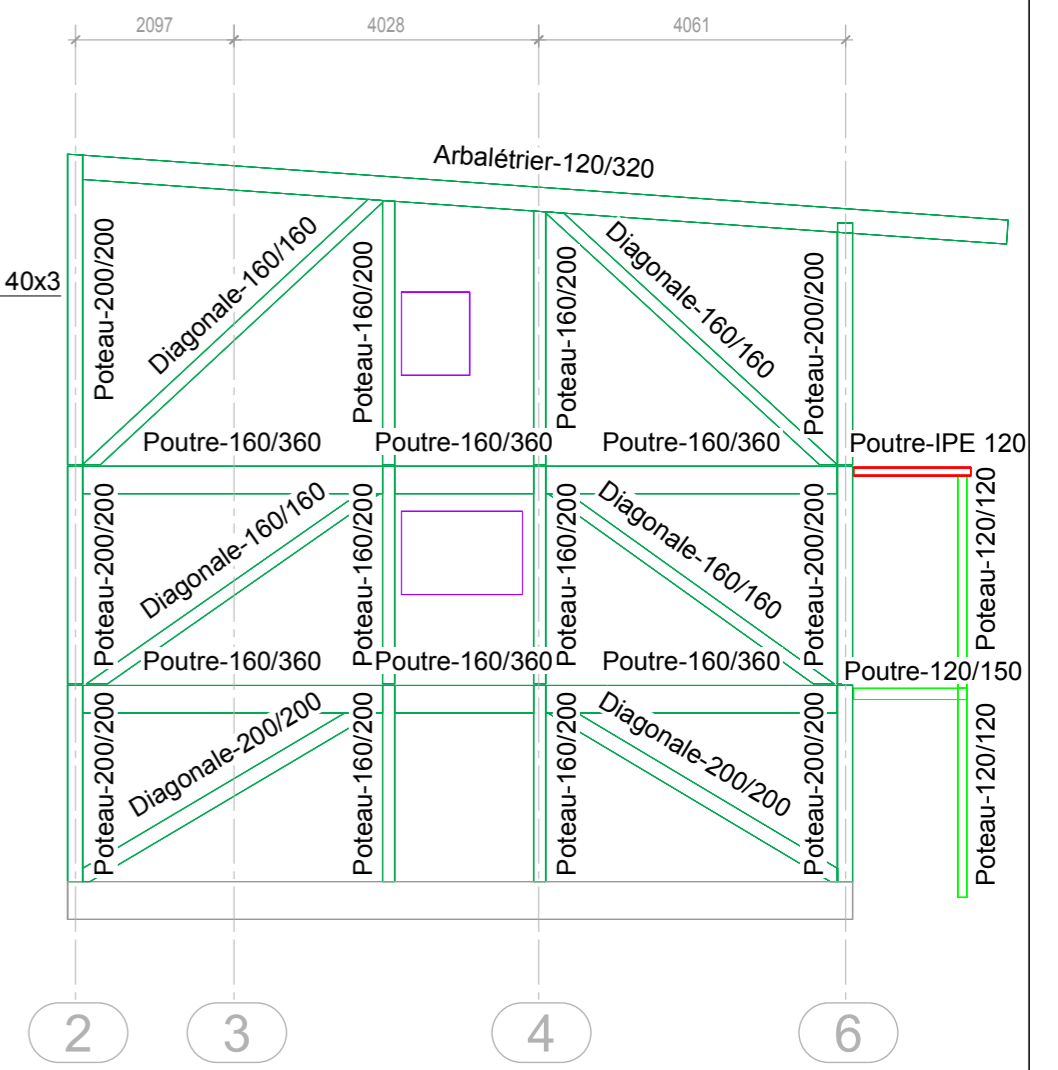 2097 4028 4061
Arbalétrier-120/320
40x3
Poteau-200/200
Diagonale-160/160
Poteau-160/200
Poteau-160/200
Diagonale-160/160
Poteau-200/200
Poutre-160/360 Poutre-160/360 Poutre-160/360 Poutre-IPE 120
Poteau-200/200
Diagonale-160/160
Poteau-160/200
Poteau-160/200
Diagonale-160/160
Poteau-200/200
Poteau-120/120
Poutre-160/360 Poutre-160/360 Poutre-160/360 Poutre-120/150
Poteau-200/200
Diagonale-200/200
Poteau-160/200
Poteau-160/200
Diagonale-200/200
Poteau-200/200
Poteau-120/120
2 3 4 6